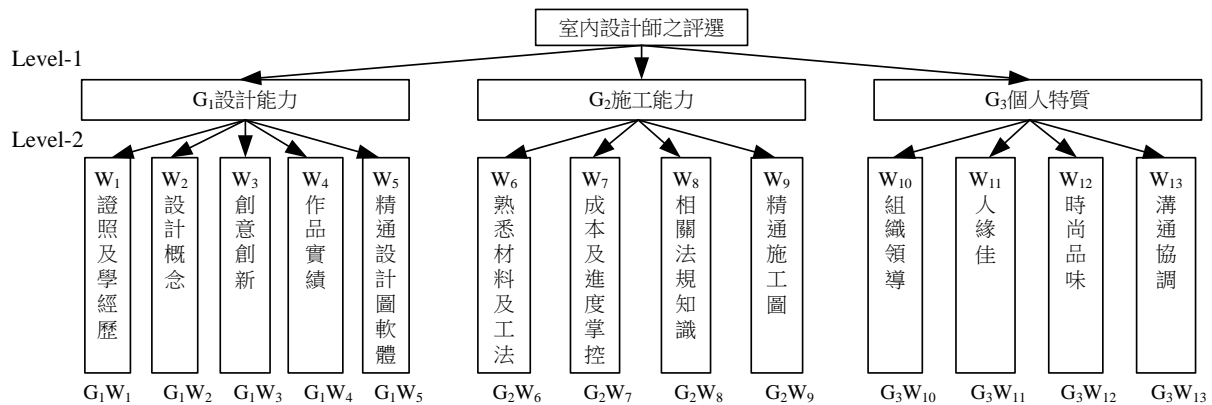 室內設計師之評選
Level-1
G₁設計能力
G₂施工能力
G₃個人特質
Level-2
W₁
證照及學經歷
W₂
設計概念
W₃
創意創新
W₄
作品實績
W₅
精通設計圖軟體
W₆
熟悉材料及工法
W₇
成本及進度掌控
W₈
相關法規知識
W₉
精通施工圖
W₁₀
組織領導
W₁₁
人緣佳
W₁₂
時尚品味
W₁₃
溝通協調
G₁W₁
G₁W₂
G₁W₃
G₁W₄
G₁W₅
G₂W₆
G₂W₇
G₂W₈
G₂W₉
G₃W₁₀
G₃W₁₁
G₃W₁₂
G₃W₁₃